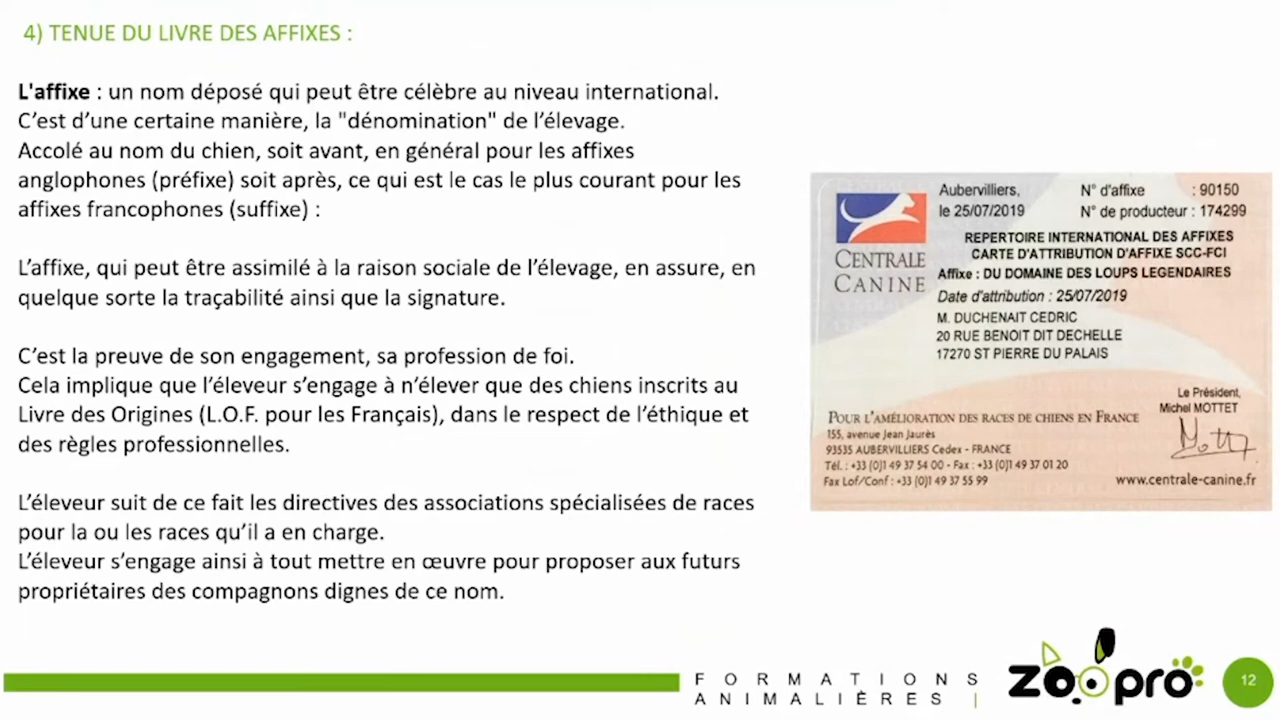 4) TENUE DU LIVRE DES AFFIXES :
L'affixe : un nom déposé qui peut être célèbre au niveau international.
C'est d'une certaine manière, la "dénomination" de l'élevage.
Accolé au nom du chien, soit avant, en général pour les affixes
anglophones (préfixe) soit après, ce qui est le cas le plus courant pour les
affixes francophones (suffixe) :
L'affixe, qui peut être assimilé à la raison sociale de l'élevage, en assure, en
quelque sorte la traçabilité ainsi que la signature.
C'est la preuve de son engagement, sa profession de foi.
Cela implique que l'éleveur s'engage à n'élever que des chiens inscrits au
Livre des Origines (L.O.F. pour les Français), dans le respect de l'éthique et
des règles professionnelles.
L'éleveur suit de ce fait les directives des associations spécialisées de races
pour la ou les races qu'il a en charge.
L'éleveur s'engage ainsi à tout mettre en œuvre pour proposer aux futurs
propriétaires des compagnons dignes de ce nom.
CENTRALE
CANINE
Aubervilliers, N° d'affixe : 90150
le 25/07/2019 N° de producteur : 174299
REPERTOIRE INTERNATIONAL DES AFFIXES
CARTE D'ATTRIBUTION D'AFFIXE SCC-FCI
Affixe : DU DOMAINE DES LOUPS LEGENDAIRES
Date d'attribution : 25/07/2019
M. DUCHENAIT CEDRIC
20 RUE BENOIT DIT DECHELLE
17270 ST PIERRE DU PALAIS
Le Président,
Michel MOTTET
POUR L'AMÉLIORATION DES RACES DE CHIENS EN FRANCE
155, avenue Jean Jaurès
93535 AUBERVILLIERS Cedex - FRANCE
Tél. : +33 (0)1 49 37 54 00 - Fax : +33 (0)1 49 37 01 20
Fax Lof/Conf : +33 (0)1 49 37 55 99
www.centrale-canine.fr
FORMATIONS
ANIMALIÈRES |
zoopro
12